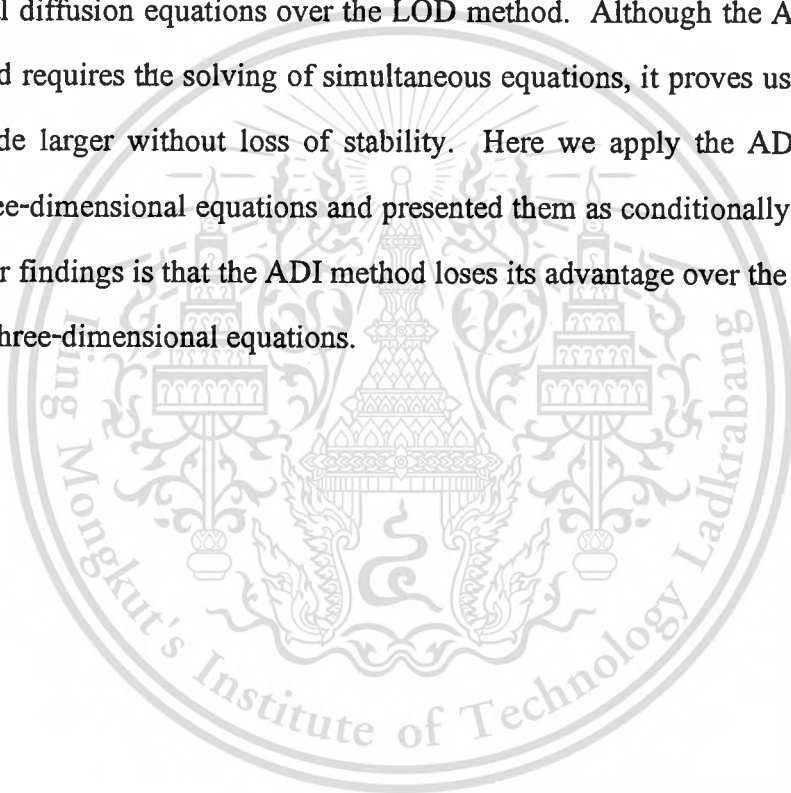 l diffusion equations over the LOD method. Although the A
d requires the solving of simultaneous equations, it proves us
de larger without loss of stability. Here we apply the AD
ee-dimensional equations and presented them as conditionally
r findings is that the ADI method loses its advantage over the
hree-dimensional equations.
King Mongkut's Institute of Technology Ladkrabang